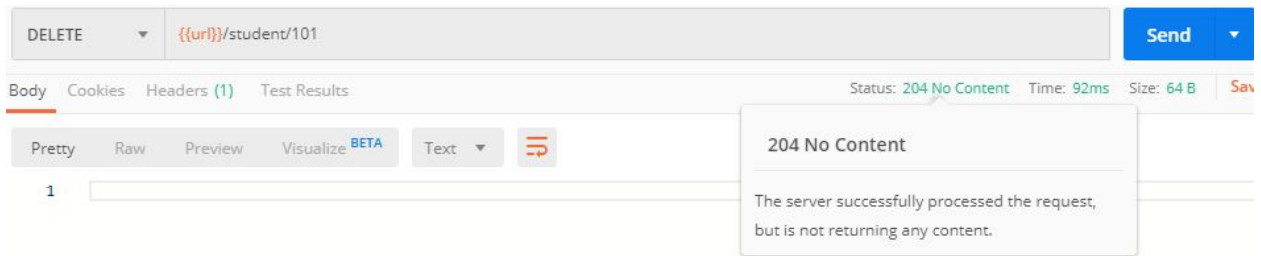 DELETE {{url}}/student/101 Send
Body Cookies Headers (1) Test Results Status: 204 No Content Time: 92ms Size: 64 B Sav
Pretty Raw Preview Visualize BETA Text
1
204 No Content
The server successfully processed the request,
but is not returning any content.